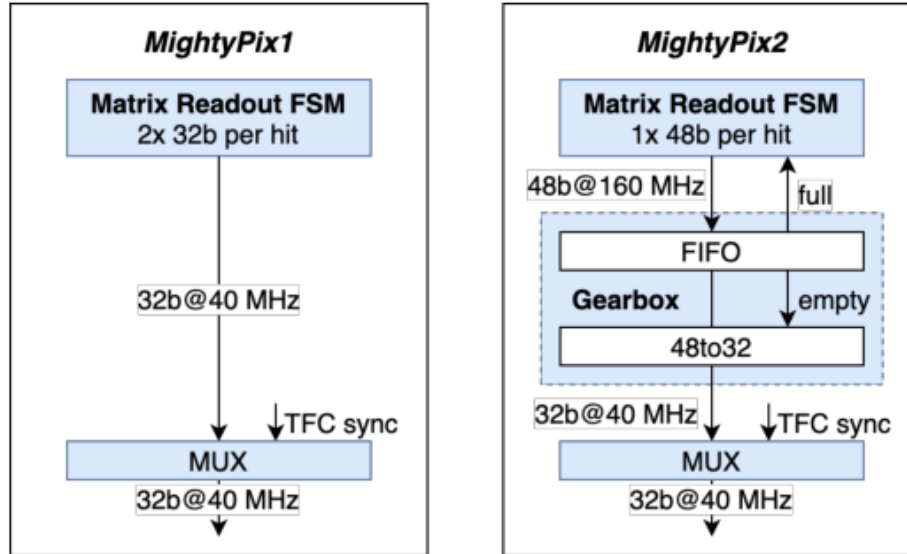 MightyPix1
Matrix Readout FSM
2x 32b per hit
32b@40 MHz
TFC sync
MUX
32b@40 MHz
MightyPix2
Matrix Readout FSM
1x 48b per hit
48b@160 MHz
full
FIFO
Gearbox
empty
48to32
32b@40 MHz
TFC sync
MUX
32b@40 MHz